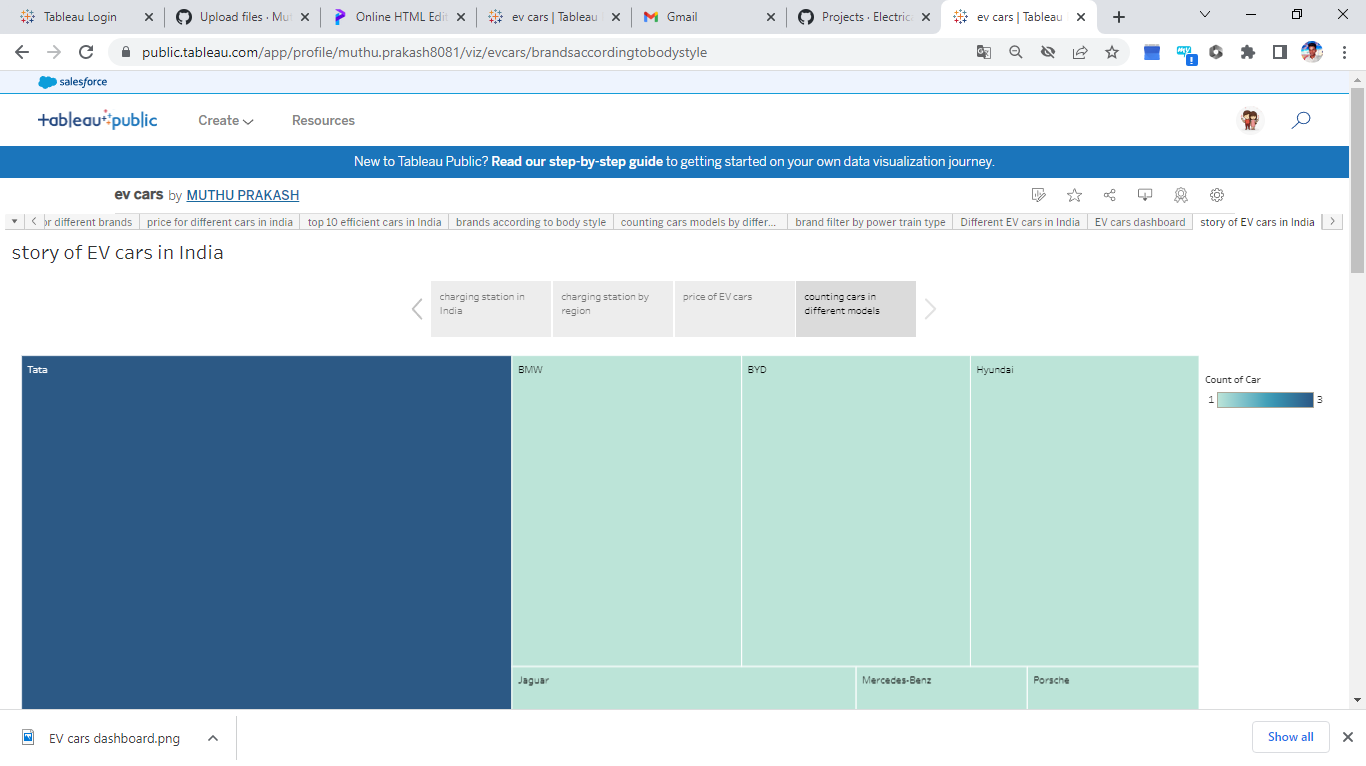 Tableau Login
Upload files · Mu
Online HTML Edi
ev cars | Tableau
Gmail
Projects · Electric
ev cars | Tableau
public.tableau.com/app/profile/muthu.prakash8081/viz/evcars/brandsaccordingtobodystyle
salesforce
tableau public
Create
Resources
New to Tableau Public? Read our step-by-step guide to getting started on your own data visualization journey.
ev cars by MUTHU PRAKASH
or different brands
price for different cars in india
top 10 efficient cars in India
brands according to body style
counting cars models by differ...
brand filter by power train type
Different EV cars in India
EV cars dashboard
story of EV cars in India
story of EV cars in India
charging station in
India
charging station by
region
price of EV cars
counting cars in
different models
Tata
BMW
BYD
Hyundai
Count of Car
1
3
Jaguar
Mercedes-Benz
Porsche
EV cars dashboard.png
Show all